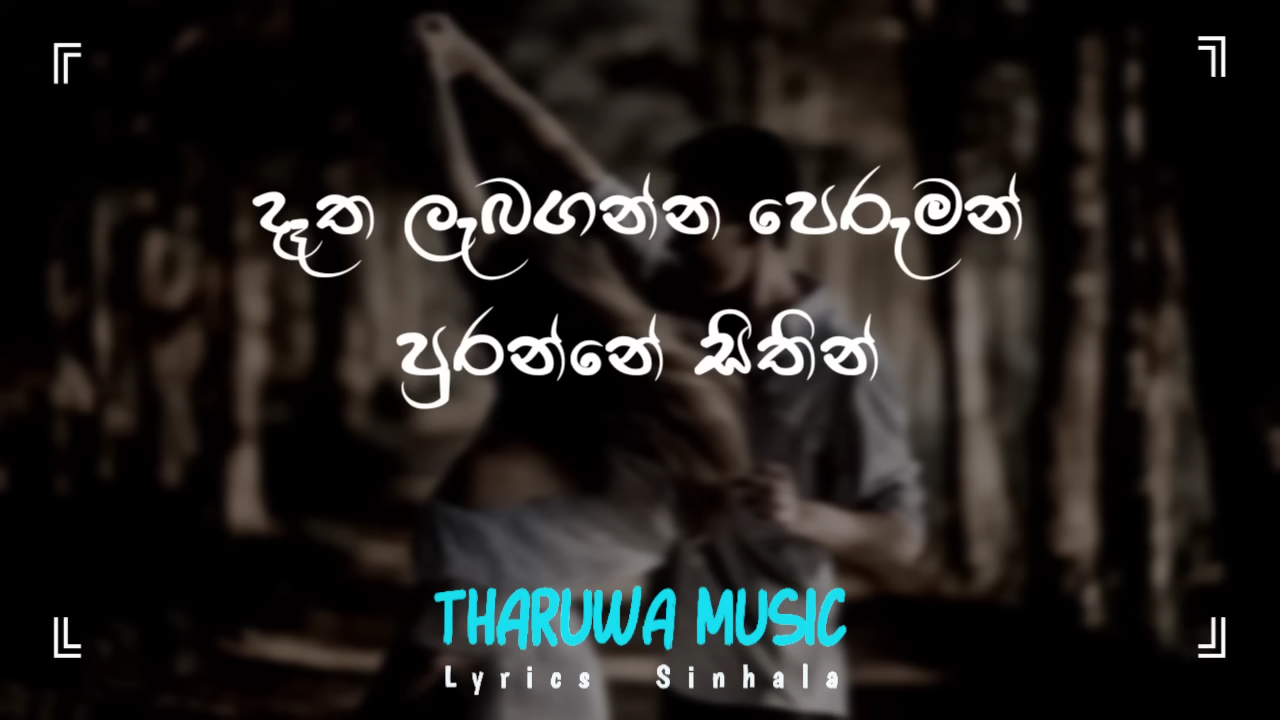 දෑත ලැබගන්න පෙරුමන්
පුරන්නේ සිතින්
THARUWA MUSIC
Lyrics Sinhala